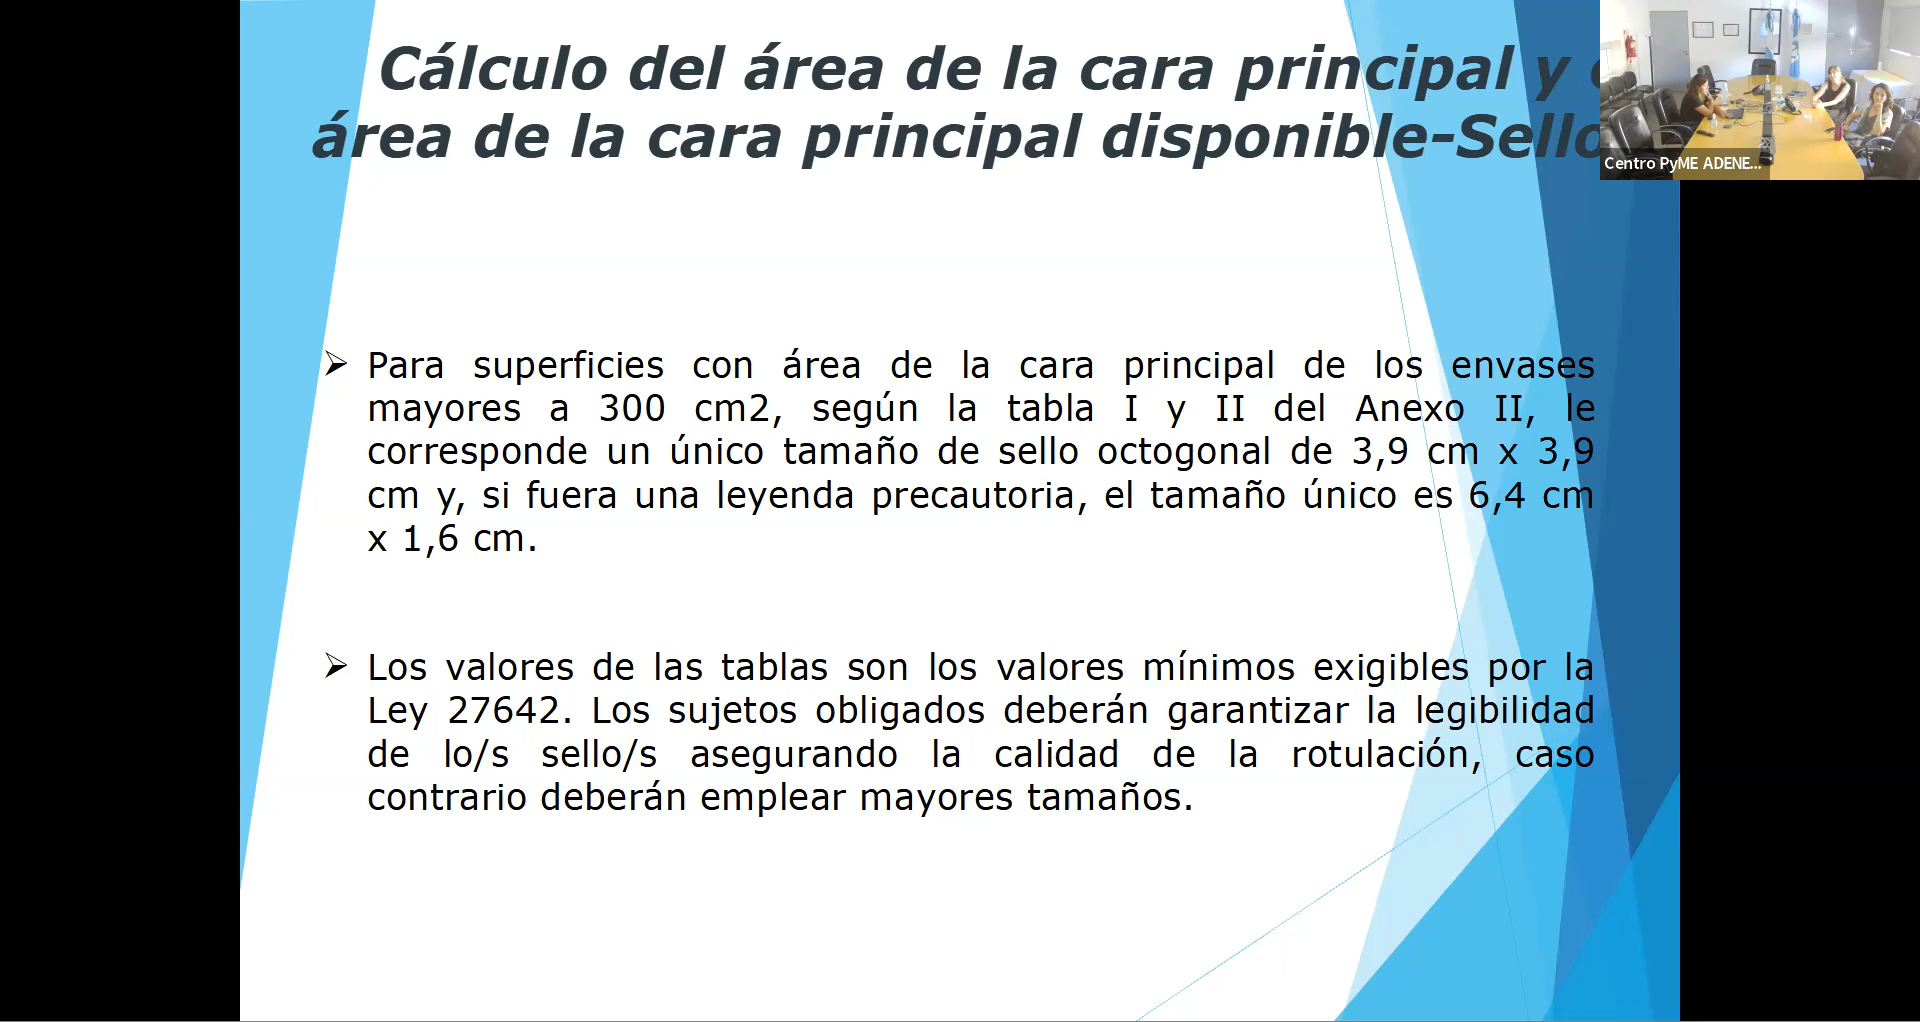 Cálculo del área de la cara principal y
área de la cara principal disponible-Sello
Centro PyME ADENE...
➢ Para superficies con área de la cara principal de los envases
mayores a 300 cm2, según la tabla I y II del Anexo II, le
corresponde un único tamaño de sello octogonal de 3,9 cm x 3,9
cm y, si fuera una leyenda precautoria, el tamaño único es 6,4 cm
x 1,6 cm.
➢ Los valores de las tablas son los valores mínimos exigibles por la
Ley 27642. Los sujetos obligados deberán garantizar la legibilidad
de lo/s sello/s asegurando la calidad de la rotulación, caso
contrario deberán emplear mayores tamaños.